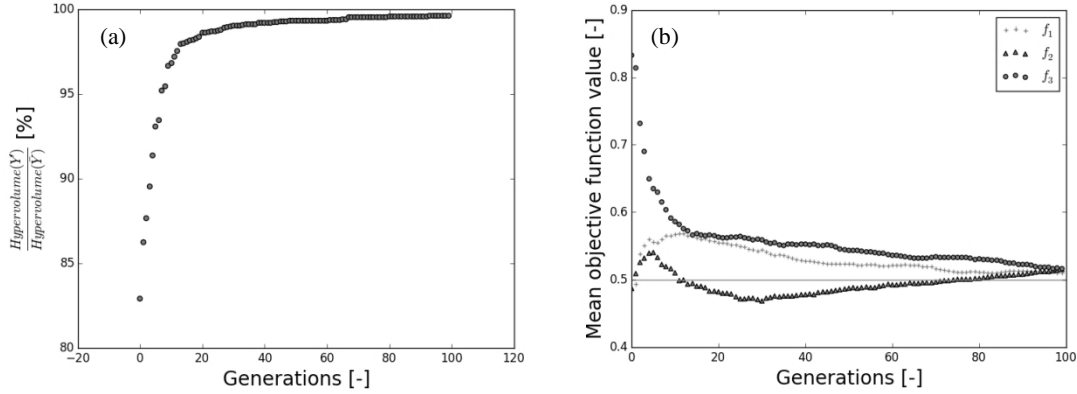 (a)
100
95
90
85
80
−20
0
20
40
60
80
100
120
Generations [-]
Hypervolume(Y) / Hypervolume(Ŷ) [%]
(b)
0.9
0.8
0.7
0.6
0.5
0.4
0
20
40
60
80
100
Generations [-]
Mean objective function value [-]
f1
f2
f3